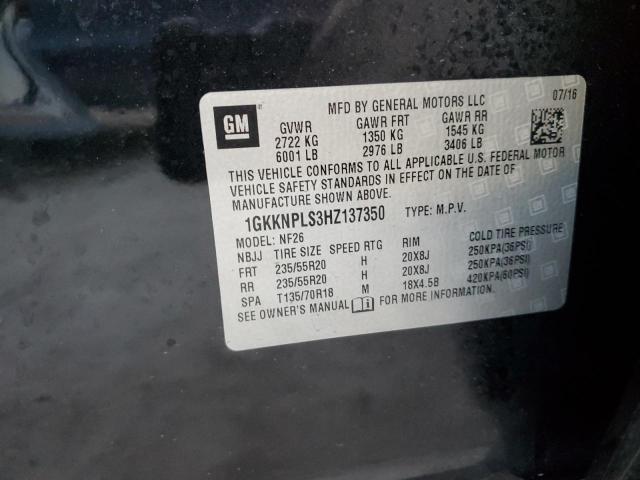 MFD BY GENERAL MOTORS LLC 07/16
GM
GVWR GAWR FRT GAWR RR
2722 KG 1350 KG 1545 KG
6001 LB 2976 LB 3406 LB
THIS VEHICLE CONFORMS TO ALL APPLICABLE U.S. FEDERAL MOTOR
VEHICLE SAFETY STANDARDS IN EFFECT ON THE DATE OF
MANUFACTURE SHOWN ABOVE.
1GKKNPLS3HZ137350 TYPE: M.P.V.
MODEL: NF26
NBJJ TIRE SIZE SPEED RTG RIM COLD TIRE PRESSURE
FRT 235/55R20 H 20X8J 250KPA(36PSI)
RR 235/55R20 H 20X8J 250KPA(36PSI)
SPA T135/70R18 M 18X4.5B 420KPA(60PSI)
SEE OWNER'S MANUAL i FOR MORE INFORMATION.